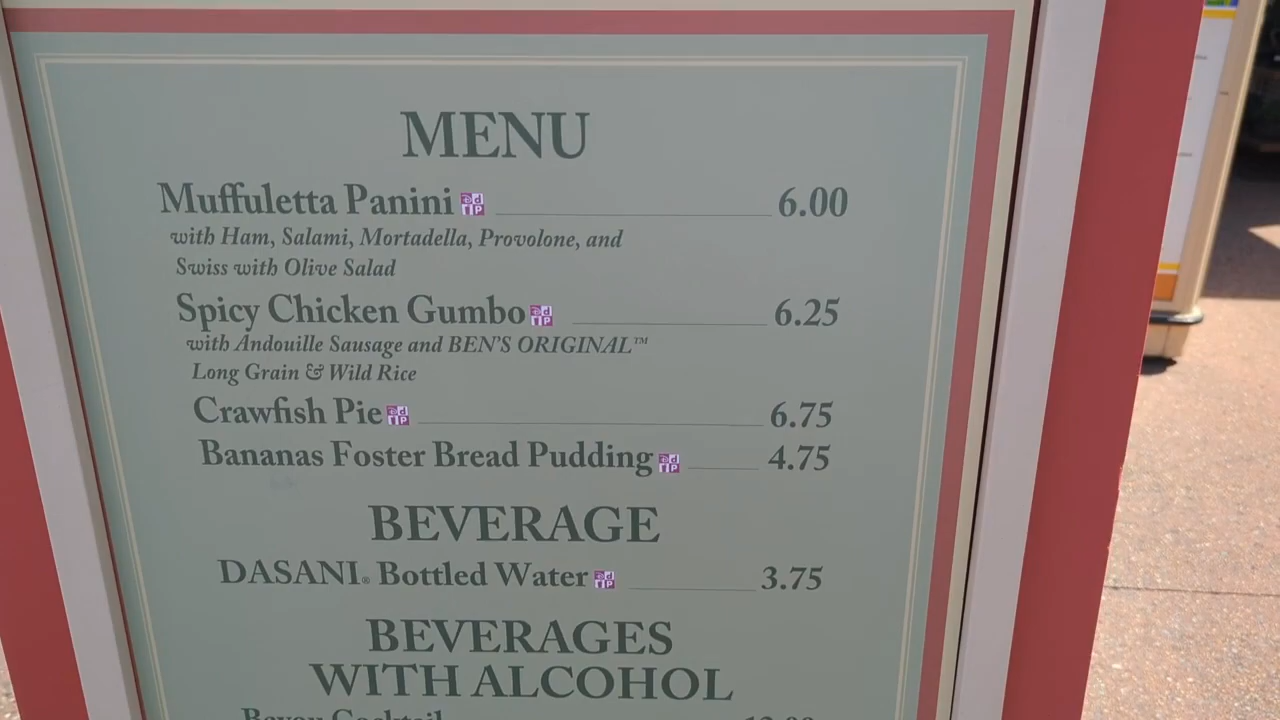 MENU
Muffuletta Panini 6.00
with Ham, Salami, Mortadella, Provolone, and
Swiss with Olive Salad
Spicy Chicken Gumbo 6.25
with Andouille Sausage and BEN'S ORIGINAL™
Long Grain & Wild Rice
Crawfish Pie 6.75
Bananas Foster Bread Pudding 4.75
BEVERAGE
DASANI® Bottled Water 3.75
BEVERAGES
WITH ALCOHOL
Bayou Cocktail